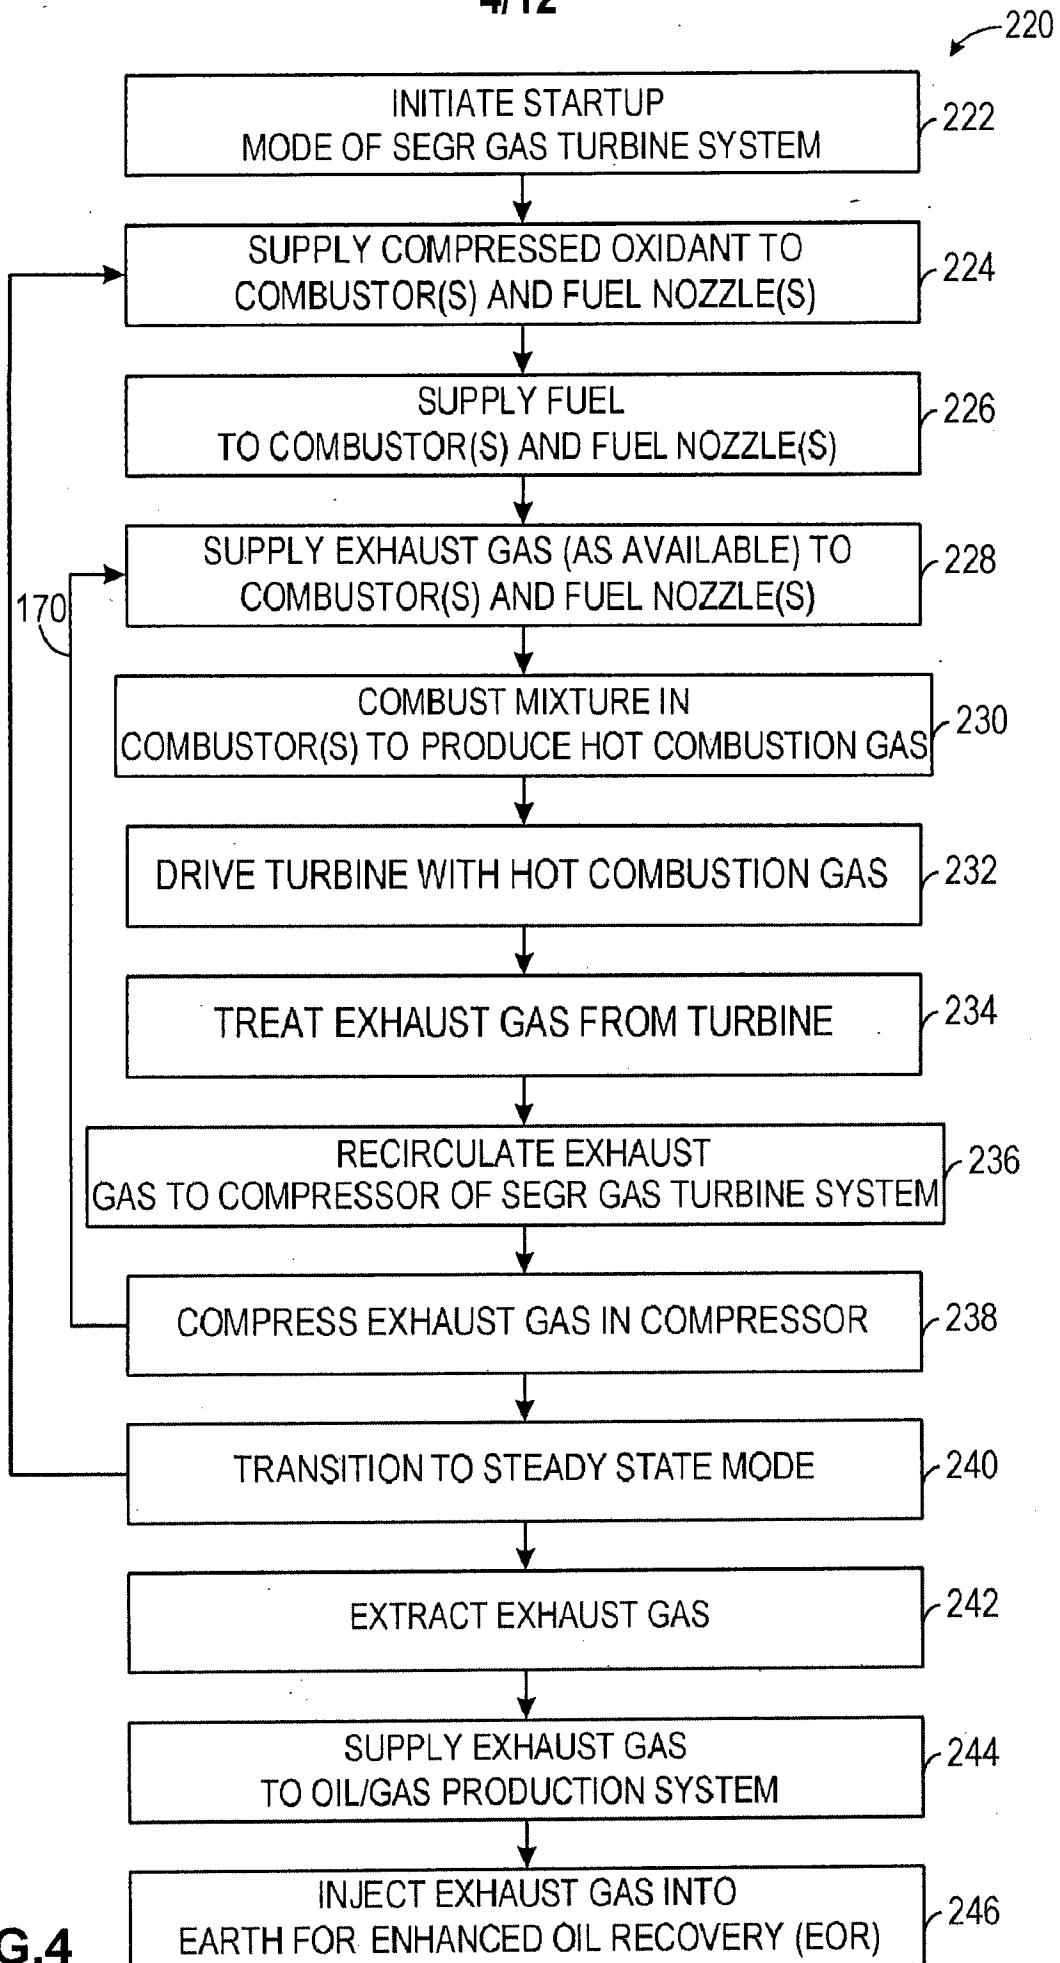 4/12
220
INITIATE STARTUP
MODE OF SEGR GAS TURBINE SYSTEM
222
SUPPLY COMPRESSED OXIDANT TO
COMBUSTOR(S) AND FUEL NOZZLE(S)
224
SUPPLY FUEL
TO COMBUSTOR(S) AND FUEL NOZZLE(S)
226
SUPPLY EXHAUST GAS (AS AVAILABLE) TO
COMBUSTOR(S) AND FUEL NOZZLE(S)
228
170
COMBUST MIXTURE IN
COMBUSTOR(S) TO PRODUCE HOT COMBUSTION GAS
230
DRIVE TURBINE WITH HOT COMBUSTION GAS
232
TREAT EXHAUST GAS FROM TURBINE
234
RECIRCULATE EXHAUST
GAS TO COMPRESSOR OF SEGR GAS TURBINE SYSTEM
236
COMPRESS EXHAUST GAS IN COMPRESSOR
238
TRANSITION TO STEADY STATE MODE
240
EXTRACT EXHAUST GAS
242
SUPPLY EXHAUST GAS
TO OIL/GAS PRODUCTION SYSTEM
244
INJECT EXHAUST GAS INTO
EARTH FOR ENHANCED OIL RECOVERY (EOR)
246
G.4